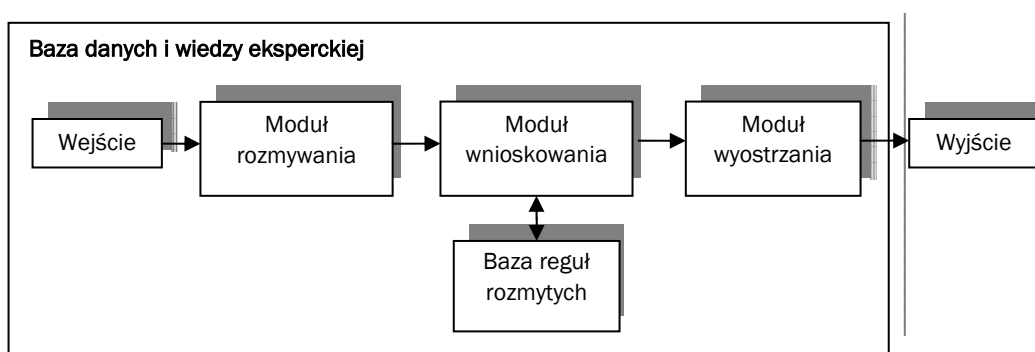 Baza danych i wiedzy eksperckiej
Wejście
Moduł
rozmywania
Moduł
wnioskowania
Moduł
wyostrzania
Wyjście
Baza reguł
rozmytych